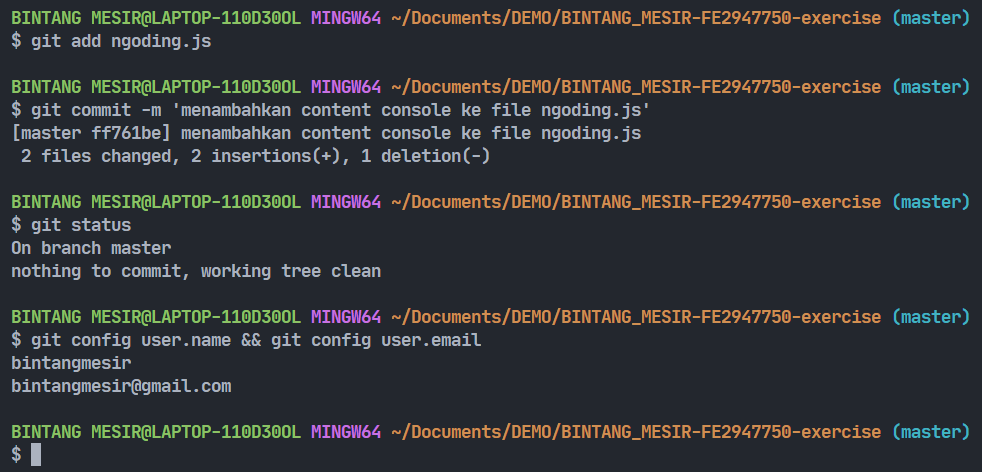 BINTANG MESIR@LAPTOP-110D30OL MINGW64 ~/Documents/DEMO/BINTANG_MESIR-FE2947750-exercise (master)
$ git add ngoding.js
BINTANG MESIR@LAPTOP-110D30OL MINGW64 ~/Documents/DEMO/BINTANG_MESIR-FE2947750-exercise (master)
$ git commit -m 'menambahkan content console ke file ngoding.js'
[master ff761be] menambahkan content console ke file ngoding.js
2 files changed, 2 insertions(+), 1 deletion(-)
BINTANG MESIR@LAPTOP-110D30OL MINGW64 ~/Documents/DEMO/BINTANG_MESIR-FE2947750-exercise (master)
$ git status
On branch master
nothing to commit, working tree clean
BINTANG MESIR@LAPTOP-110D30OL MINGW64 ~/Documents/DEMO/BINTANG_MESIR-FE2947750-exercise (master)
$ git config user.name && git config user.email
bintangmesir
bintangmesir@gmail.com
BINTANG MESIR@LAPTOP-110D30OL MINGW64 ~/Documents/DEMO/BINTANG_MESIR-FE2947750-exercise (master)
$